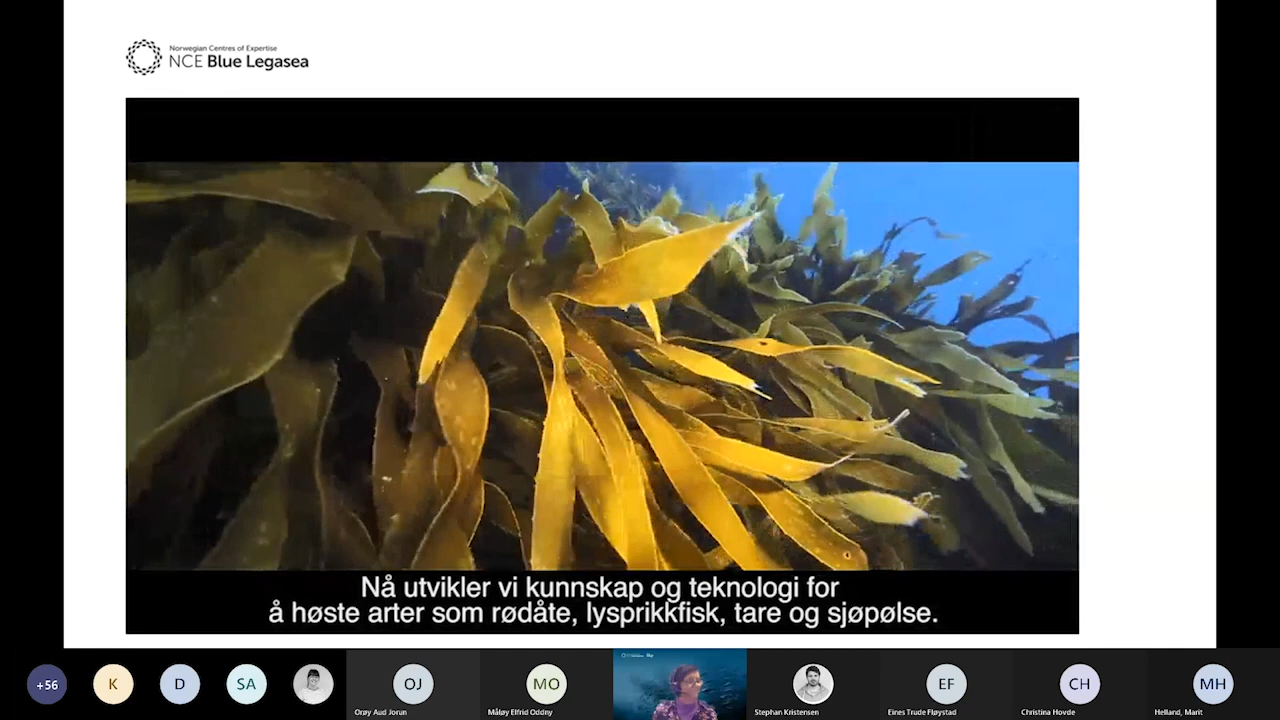 Norwegian Centres of Expertise
NCE Blue Legasea
Nå utvikler vi kunnskap og teknologi for
å høste arter som rødåte, lysprikkfisk, tare og sjøpølse.
+56
K
D
SA
OJ
MO
EF
CH
MH
Orøy Aud Jorun
Måløy Elfrid Oddny
Stephan Kristensen
Eines Trude Fløystad
Christina Hovde
Helland, Marit